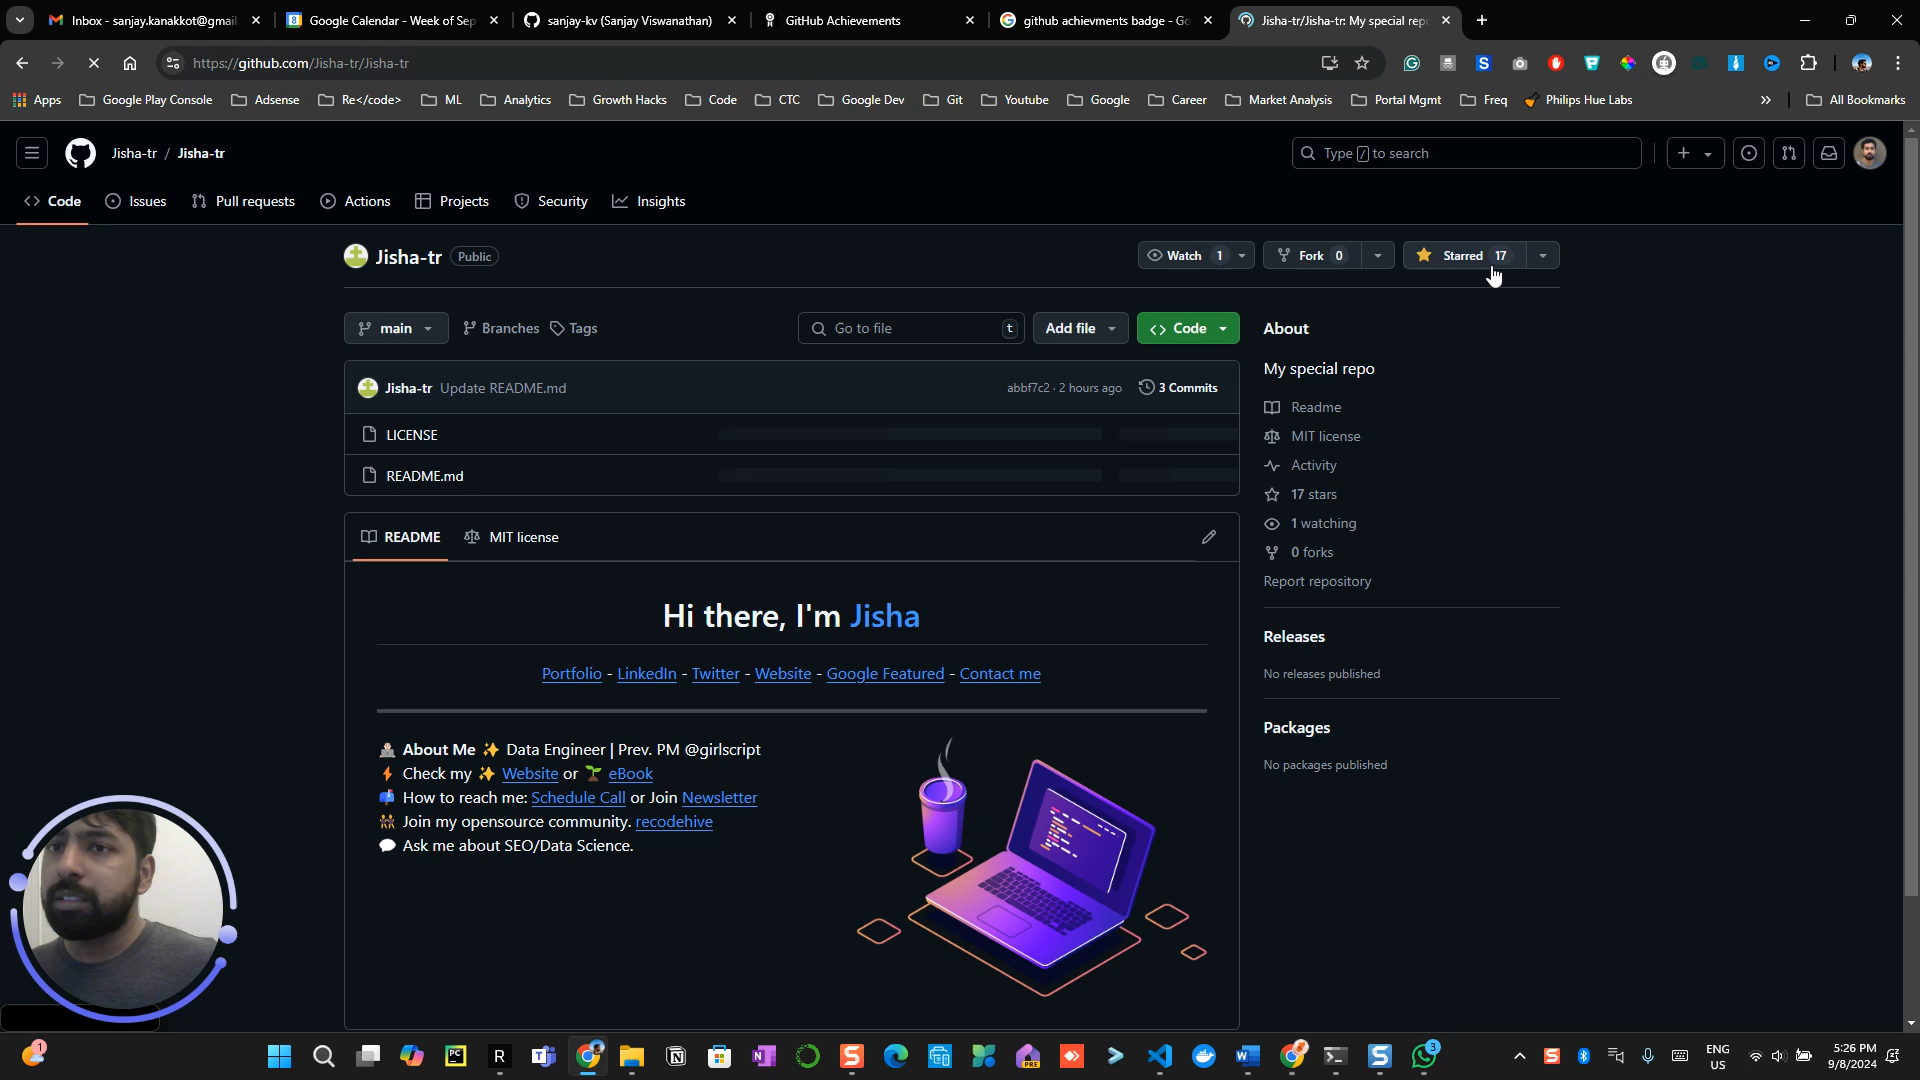 Inbox - sanjay.kanakkot@gmail
Google Calendar - Week of Sep
sanjay-kv (Sanjay Viswanathan)
GitHub Achievements
github achievments badge - Go
Jisha-tr/Jisha-tr: My special rep
https://github.com/Jisha-tr/Jisha-tr
Apps
Google Play Console
Adsense
Re</code>
ML
Analytics
Growth Hacks
Code
CTC
Google Dev
Git
Youtube
Google
Career
Market Analysis
Portal Mgmt
Freq
Philips Hue Labs
All Bookmarks
Jisha-tr / Jisha-tr
Type / to search
Code
Issues
Pull requests
Actions
Projects
Security
Insights
Jisha-tr Public
Watch 1
Fork 0
Starred 17
main
Branches
Tags
Go to file t
Add file
Code
Jisha-tr Update README.md
abbf7c2 · 2 hours ago
3 Commits
LICENSE
README.md
README
MIT license
Hi there, I'm Jisha
Portfolio - LinkedIn - Twitter - Website - Google Featured - Contact me
About Me ✨ Data Engineer | Prev. PM @girlscript
Check my ✨ Website or 🌱 eBook
How to reach me: Schedule Call or Join Newsletter
Join my opensource community. recodehive
Ask me about SEO/Data Science.
About
My special repo
Readme
MIT license
Activity
17 stars
1 watching
0 forks
Report repository
Releases
No releases published
Packages
No packages published
1
PC
R
PRE
3
ENG
US
5:26 PM
9/8/2024